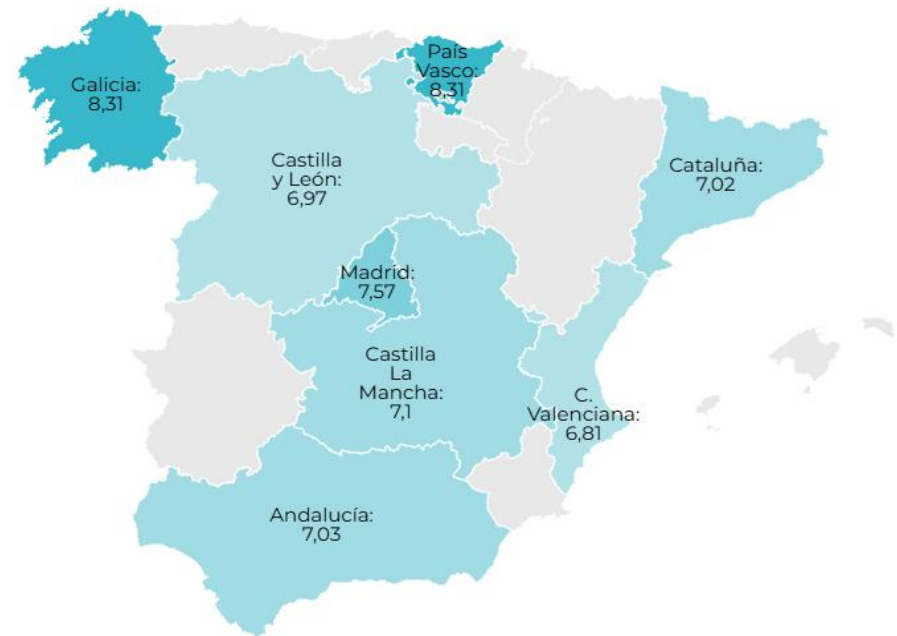 País
Vasco:
8,31
Galicia:
8,31
Castilla
y León:
6,97
Cataluña:
7,02
Madrid:
7,57
Castilla
La
Mancha:
7,1
C.
Valenciana:
6,81
Andalucía:
7,03